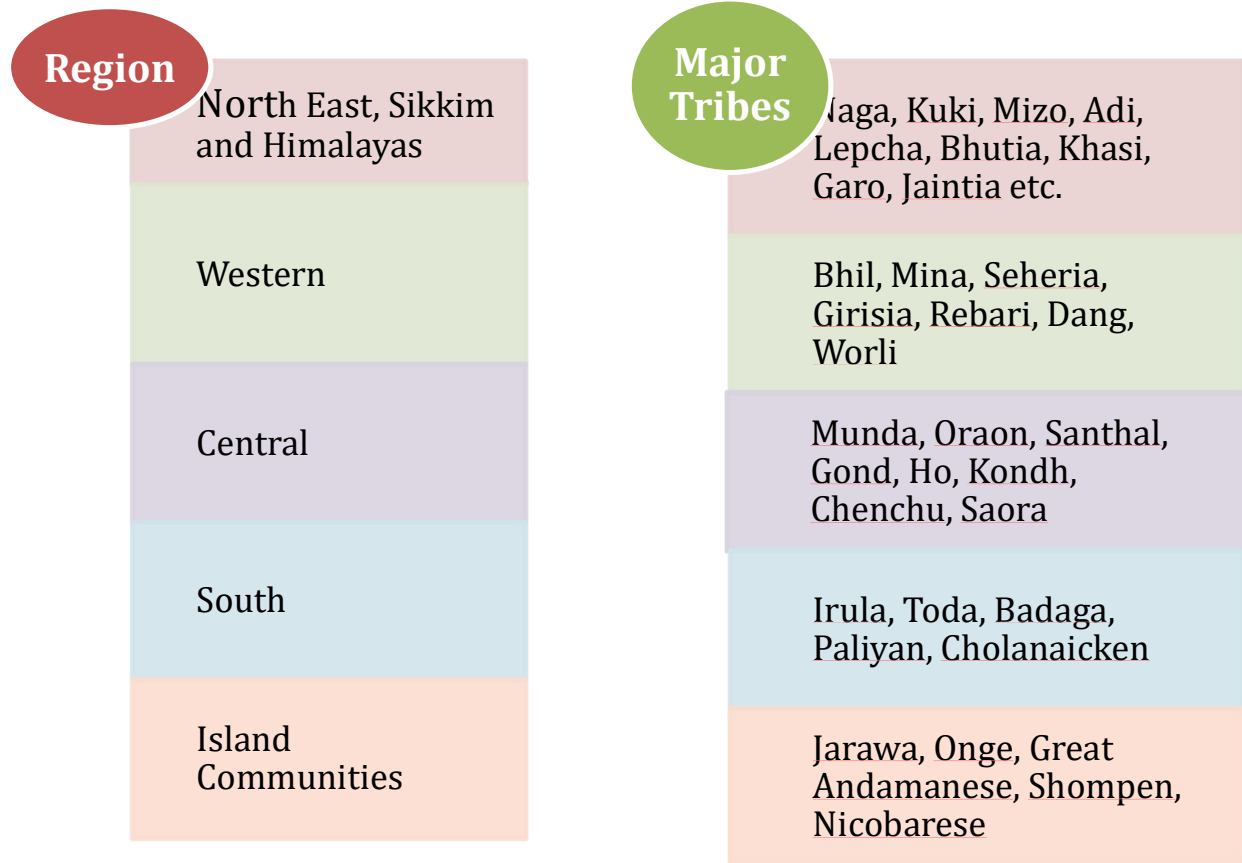 Region
North East, Sikkim
and Himalayas
Western
Central
South
Island
Communities
Major
Tribes
Naga, Kuki, Mizo, Adi,
Lepcha, Bhutia, Khasi,
Garo, Jaintia etc.
Bhil, Mina, Seheria,
Girisia, Rebari, Dang,
Worli
Munda, Oraon, Santhal,
Gond, Ho, Kondh,
Chenchu, Saora
Irula, Toda, Badaga,
Paliyan, Cholanaicken
Jarawa, Onge, Great
Andamanese, Shompen,
Nicobarese